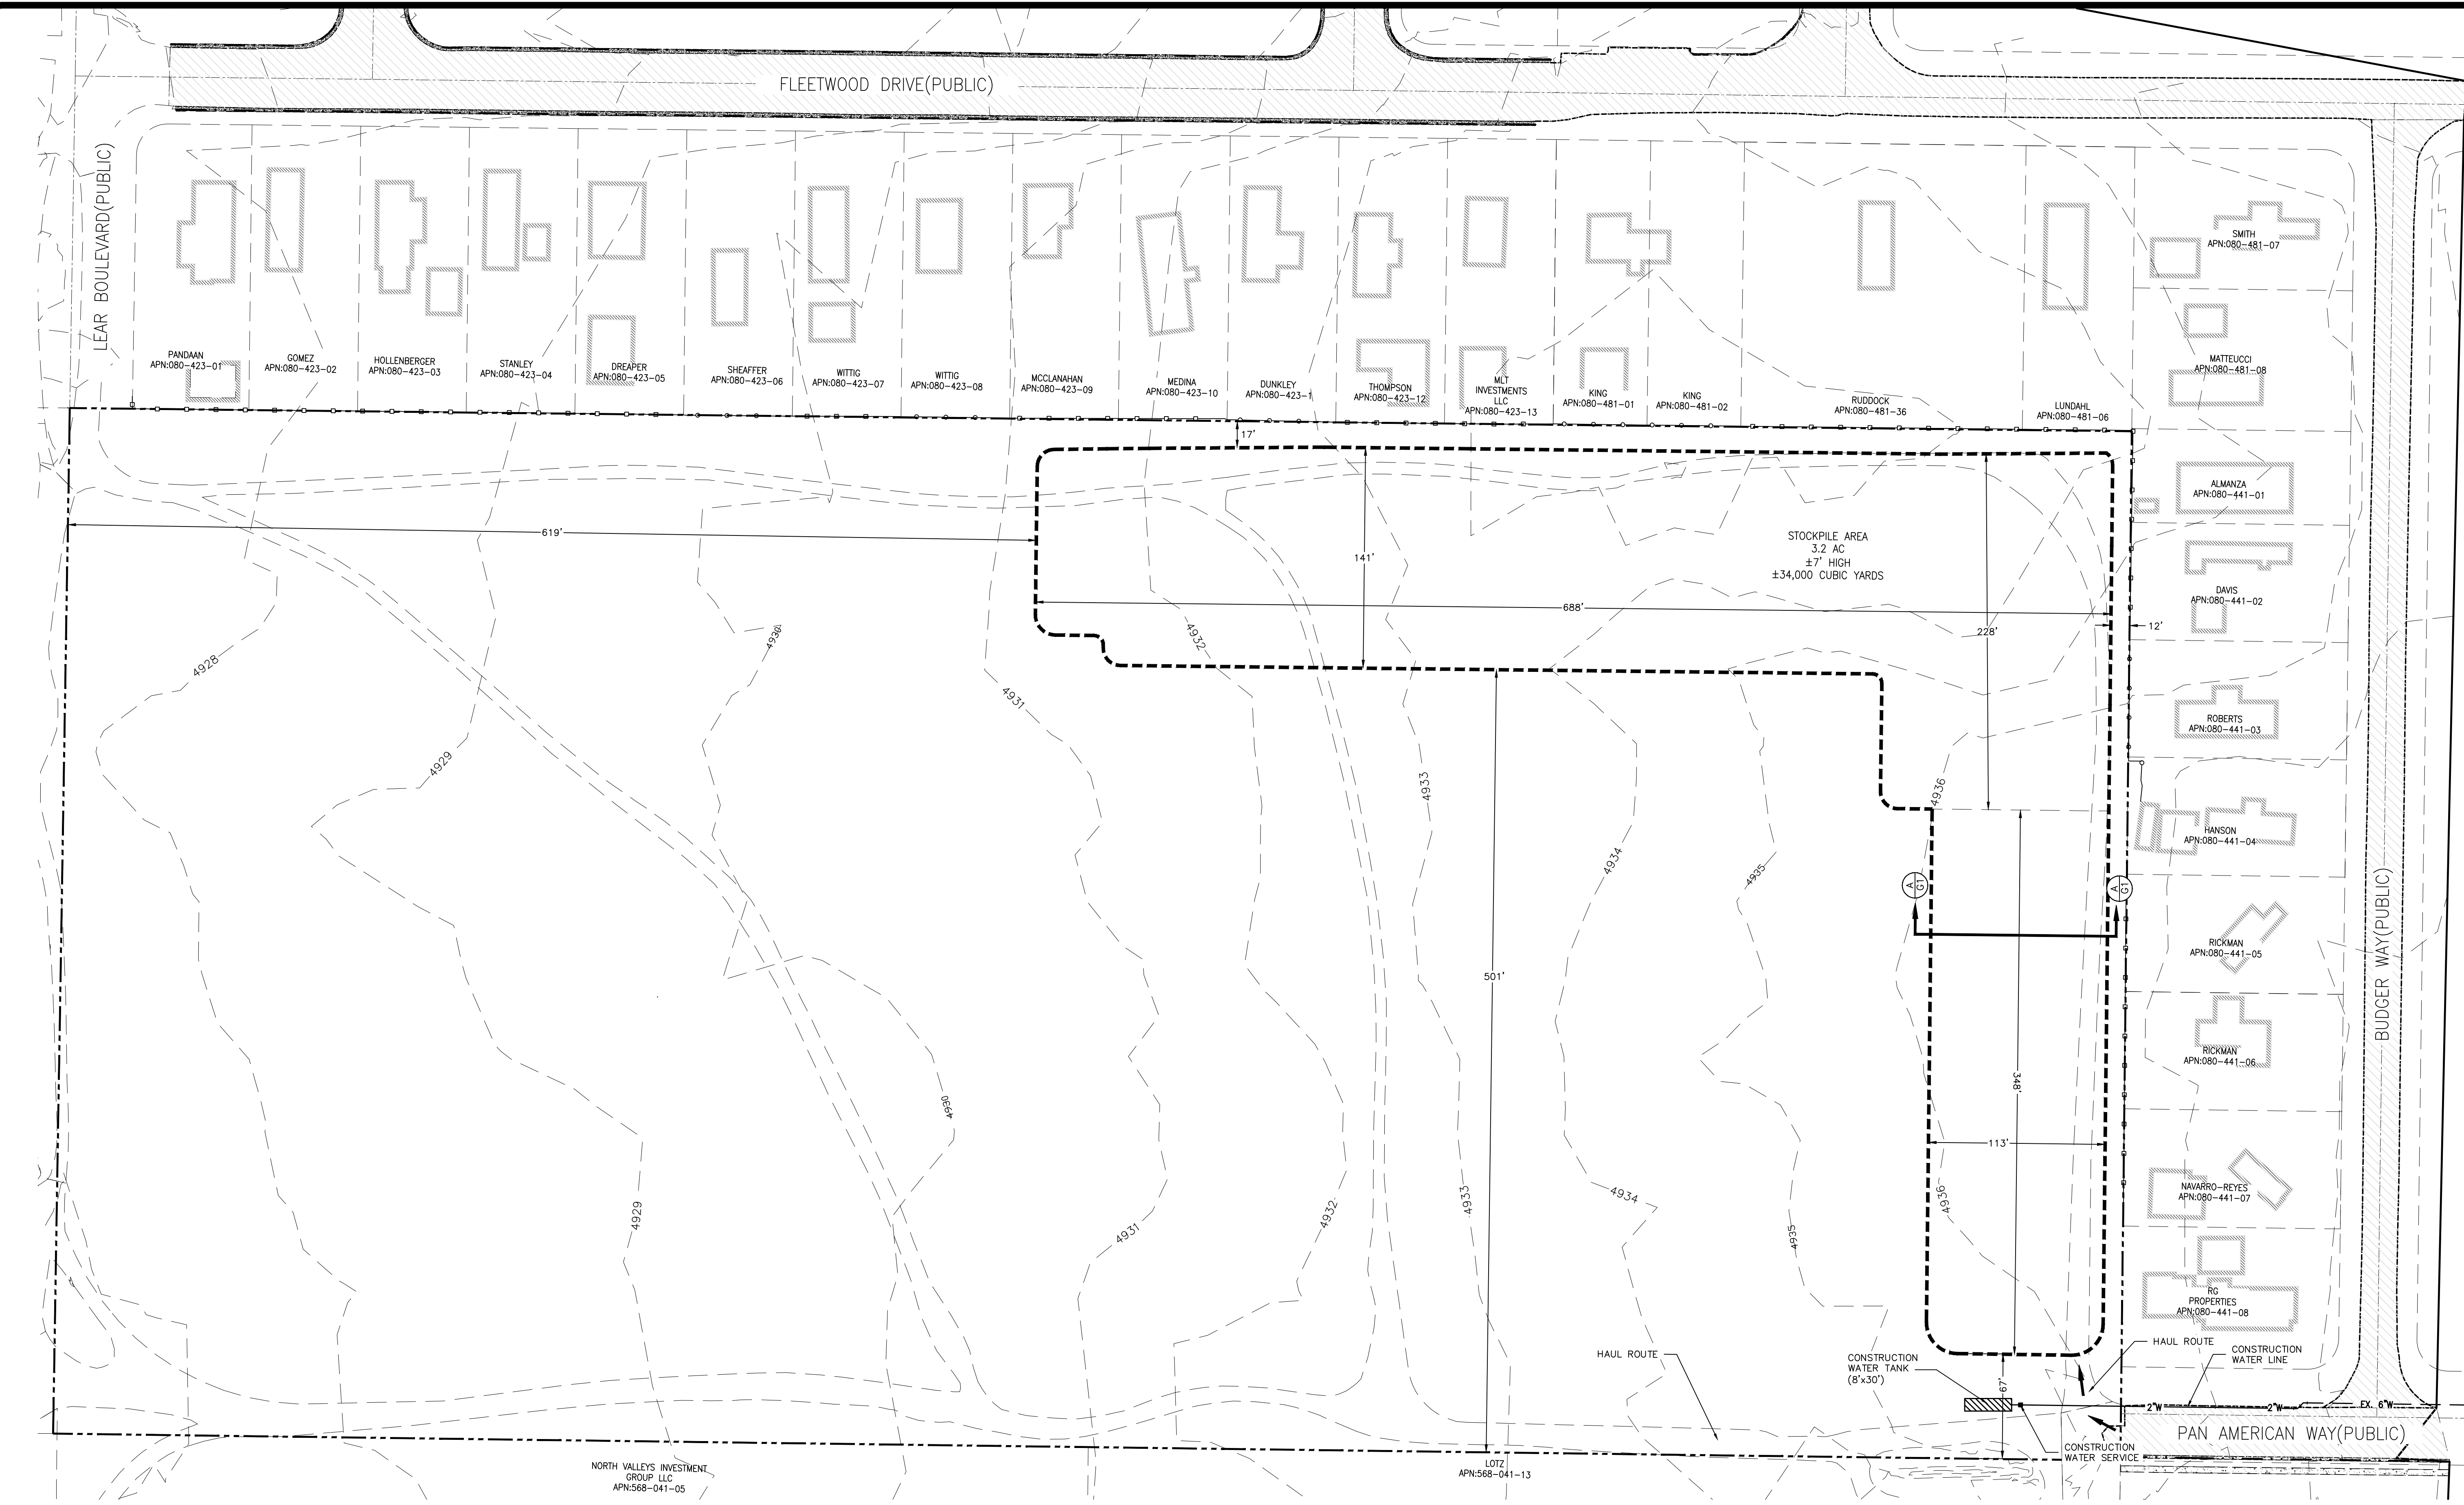 FLEETWOOD DRIVE(PUBLIC)
LEAR BOULEVARD(PUBLIC)
PANDAAN
APN:080-423-01
GOMEZ
APN:080-423-02
HOLLENBERGER
APN:080-423-03
STANLEY
APN:080-423-04
DREAPER
APN:080-423-05
SHEAFFER
APN:080-423-06
WITTIG
APN:080-423-07
WITTIG
APN:080-423-08
MCCLANAHAN
APN:080-423-09
MEDINA
APN:080-423-10
DUNKLEY
APN:080-423-1
THOMPSON
APN:080-423-12
MLT
INVESTMENTS
LLC
APN:080-423-13
KING
APN:080-481-01
KING
APN:080-481-02
RUDDOCK
APN:080-481-36
LUNDAHL
APN:080-481-06
SMITH
APN:080-481-07
MATTEUCCI
APN:080-481-08
ALMANZA
APN:080-441-01
DAVIS
APN:080-441-02
ROBERTS
APN:080-441-03
HANSON
APN:080-441-04
RICKMAN
APN:080-441-05
RICKMAN
APN:080-441-06
NAVARRO-REYES
APN:080-441-07
RG
PROPERTIES
APN:080-441-08
BUDGER WAY(PUBLIC)
17'
619'
141'
STOCKPILE AREA
3.2 AC
±7' HIGH
±34,000 CUBIC YARDS
688'
228'
12'
4928
4929
4930
4931
4932
4933
4934
4935
4936
A
G1
A
G1
501'
348'
113'
4929
4930
4931
4932
4933
4934
4935
4936
67'
HAUL ROUTE
CONSTRUCTION
WATER TANK
(8'x30')
HAUL ROUTE
CONSTRUCTION
WATER LINE
2"W
2"W
EX. 6"W
PAN AMERICAN WAY(PUBLIC)
CONSTRUCTION
WATER SERVICE
NORTH VALLEYS INVESTMENT
GROUP LLC
APN:568-041-05
LOTZ
APN:568-041-13